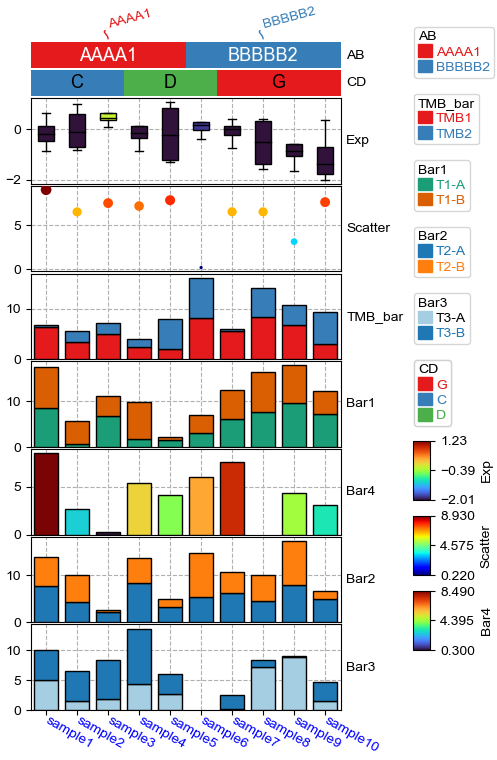 AAAA1
BBBBB2
AAAA1
BBBBB2
AB
C
D
G
CD
0
−2
Exp
5
0
Scatter
10
0
TMB_bar
10
0
Bar1
5
0
Bar4
10
0
Bar2
10
5
0
Bar3
sample1
sample2
sample3
sample4
sample5
sample6
sample7
sample8
sample9
sample10
AB
AAAA1
BBBBB2
TMB_bar
TMB1
TMB2
Bar1
T1-A
T1-B
Bar2
T2-A
T2-B
Bar3
T3-A
T3-B
CD
G
C
D
1.23
−0.39
−2.01
Exp
8.930
4.575
0.220
Scatter
8.490
4.395
0.300
Bar4